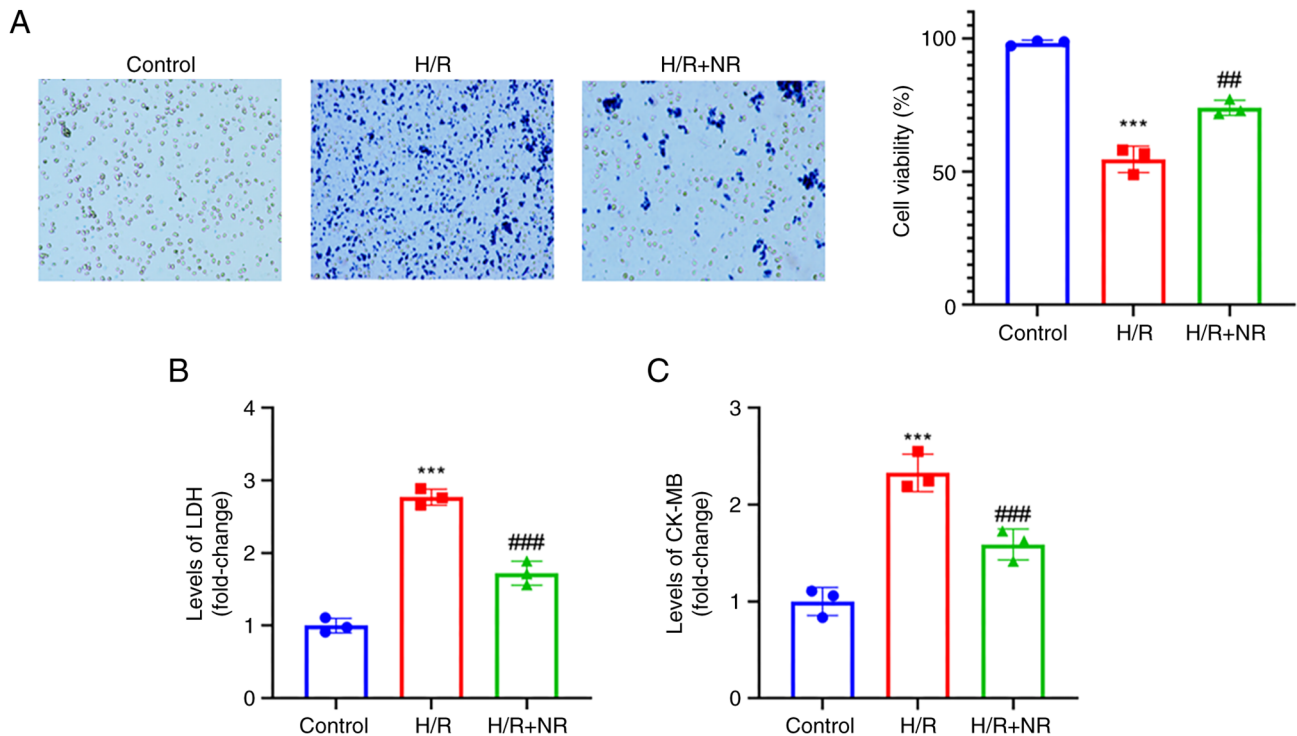 A
Control
H/R
H/R+NR
Cell viability (%)
100
50
0
***
##
Control
H/R
H/R+NR
B
Levels of LDH
(fold-change)
4
3
2
1
0
***
###
Control
H/R
H/R+NR
C
Levels of CK-MB
(fold-change)
3
2
1
0
***
###
Control
H/R
H/R+NR